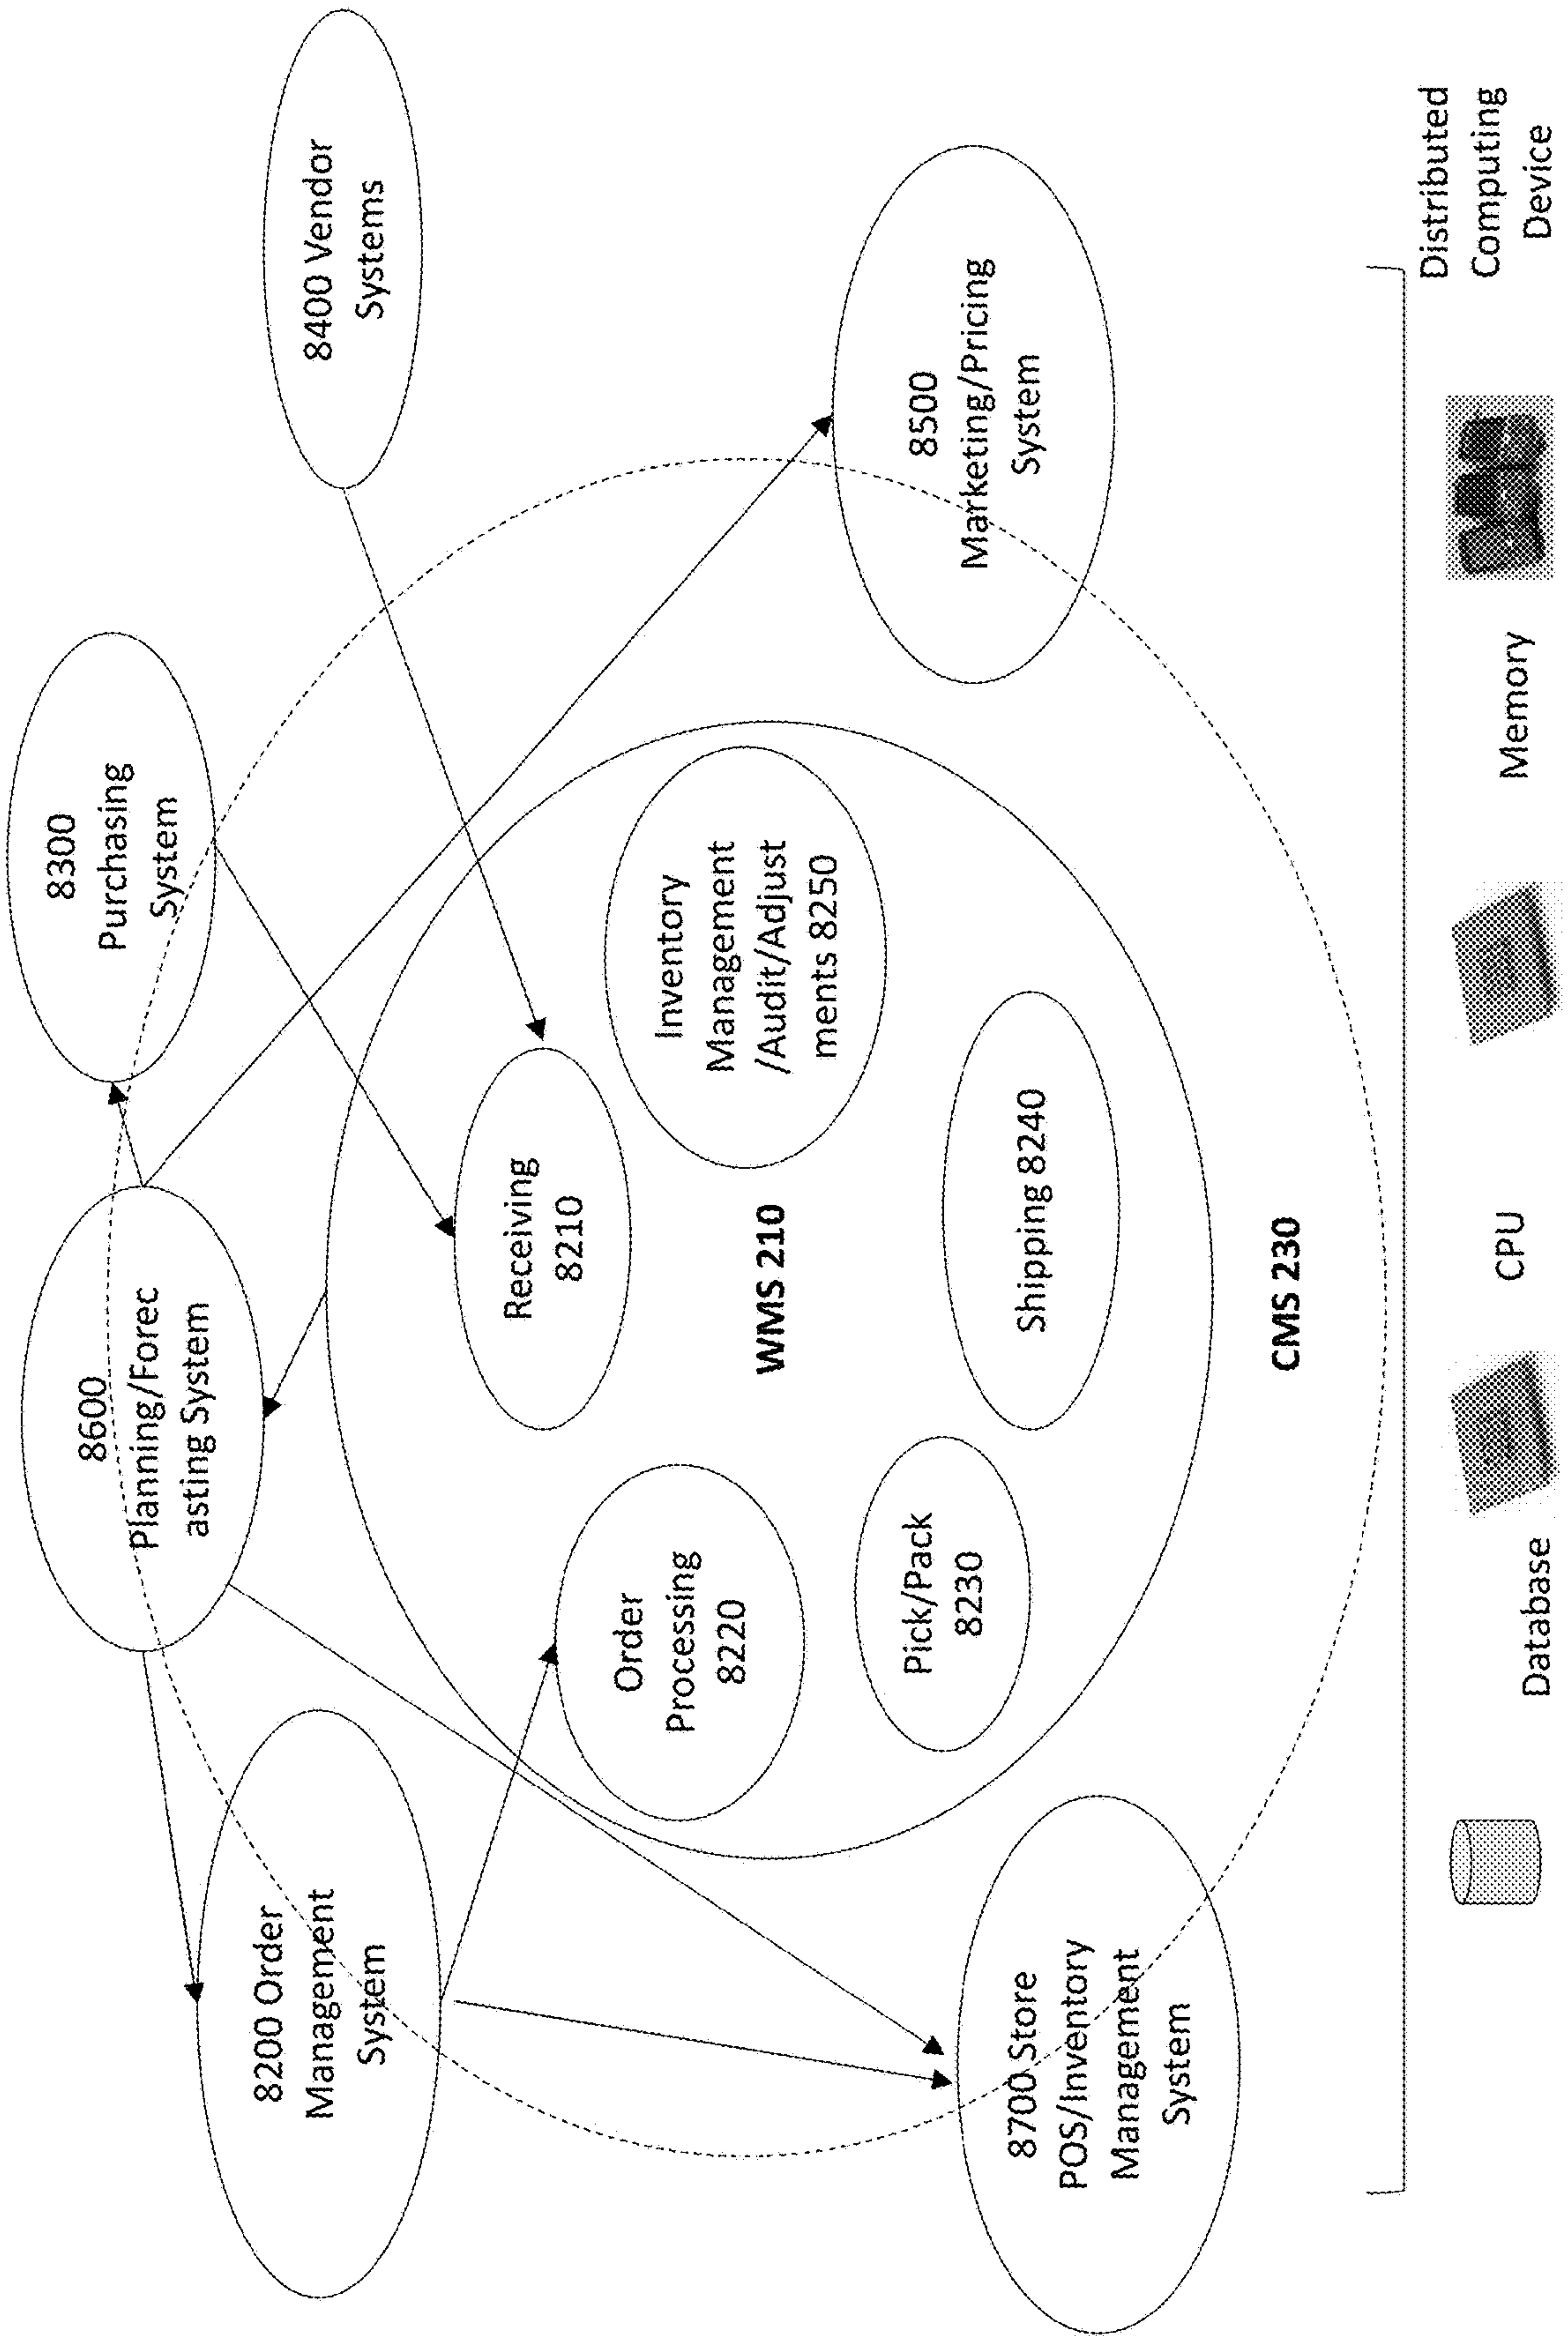 8600
Planning/Forec
asting System
8300
Purchasing
System
8200 Order
Management
System
8400 Vendor
Systems
Receiving
8210
Order
Processing
8220
Inventory
Management
/Audit/Adjust
ments 8250
WMS 210
Pick/Pack
8230
Shipping 8240
8500
Marketing/Pricing
System
8700 Store
POS/Inventory
Management
System
CMS 230
Database
CPU
Memory
Distributed
Computing
Device